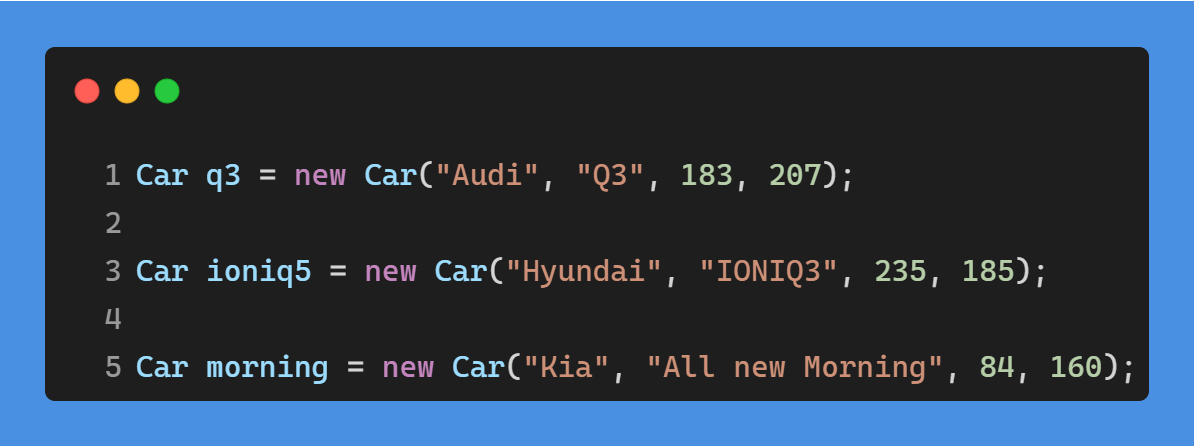 1 Car q3 = new Car("Audi", "Q3", 183, 207);
2
3 Car ioniq5 = new Car("Hyundai", "IONIQ3", 235, 185);
4
5 Car morning = new Car("Kia", "All new Morning", 84, 160);